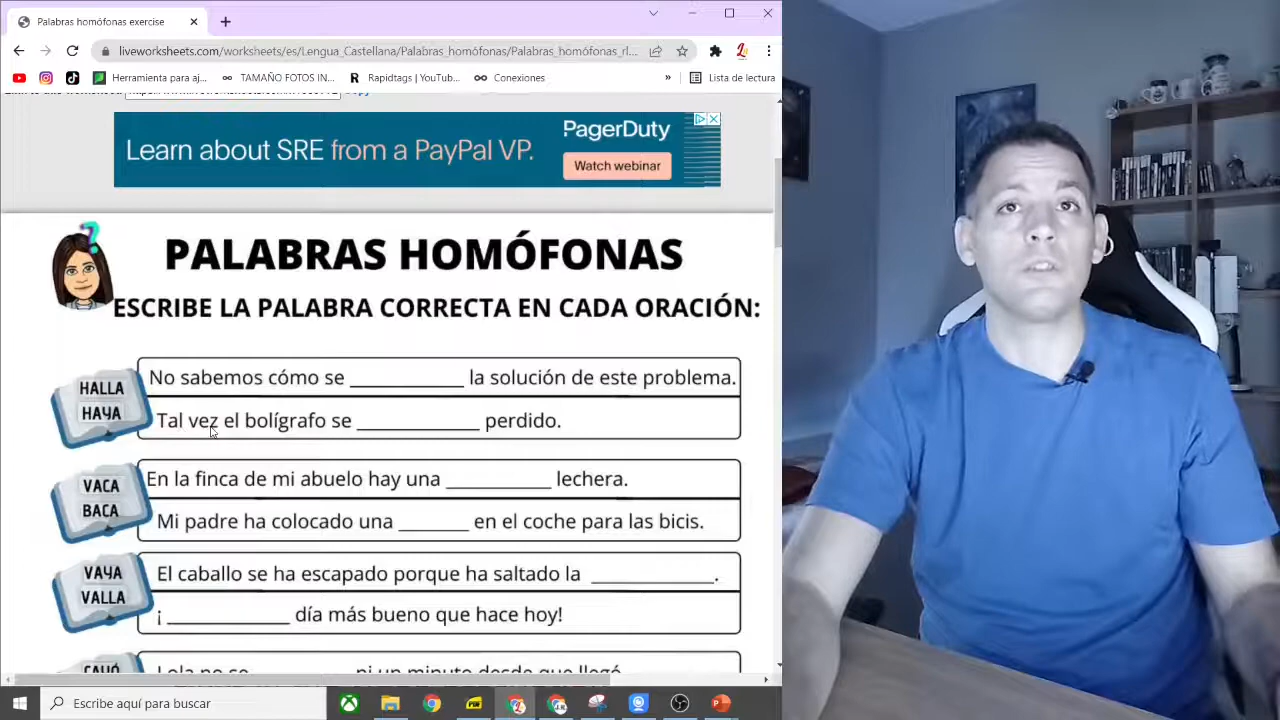 Palabras homófonas exercise
liveworksheets.com/worksheets/es/Lengua_Castellana/Palabras_homófonas/Palabras_homófonas_rl...
Herramienta para aj...
TAMAÑO FOTOS IN...
Rapidtags | YouTub...
Conexiones
»
Lista de lectura
Learn about SRE from a PayPal VP.
PagerDuty
Watch webinar
?
PALABRAS HOMÓFONAS
ESCRIBE LA PALABRA CORRECTA EN CADA ORACIÓN:
HALLA
HAYA
No sabemos cómo se ____________ la solución de este problema.
Tal vez el bolígrafo se _____________ perdido.
VACA
BACA
En la finca de mi abuelo hay una ___________ lechera.
Mi padre ha colocado una _______ en el coche para las bicis.
VAYA
VALLA
El caballo se ha escapado porque ha saltado la _____________.
¡ _____________ día más bueno que hace hoy!
Escribe aquí para buscar